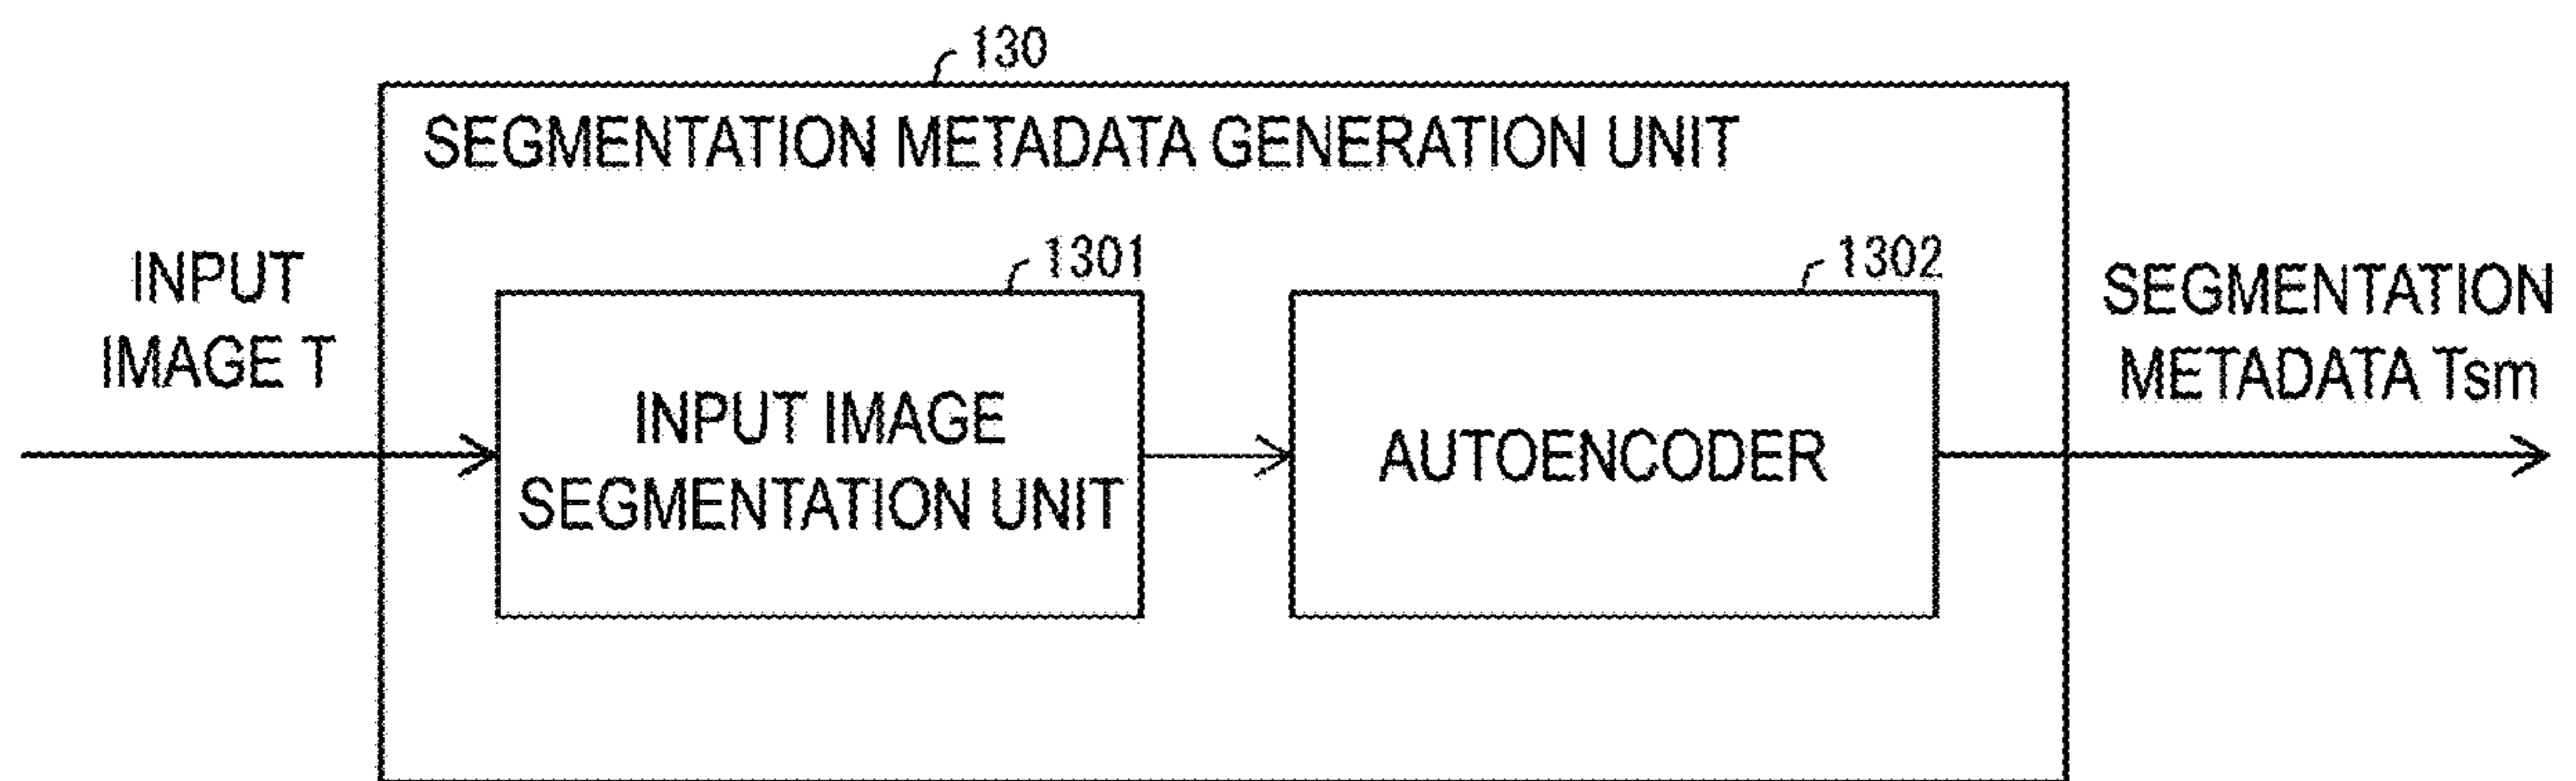 130
SEGMENTATION METADATA GENERATION UNIT
INPUT
IMAGE T
1301
INPUT IMAGE
SEGMENTATION UNIT
1302
AUTOENCODER
SEGMENTATION
METADATA Tsm